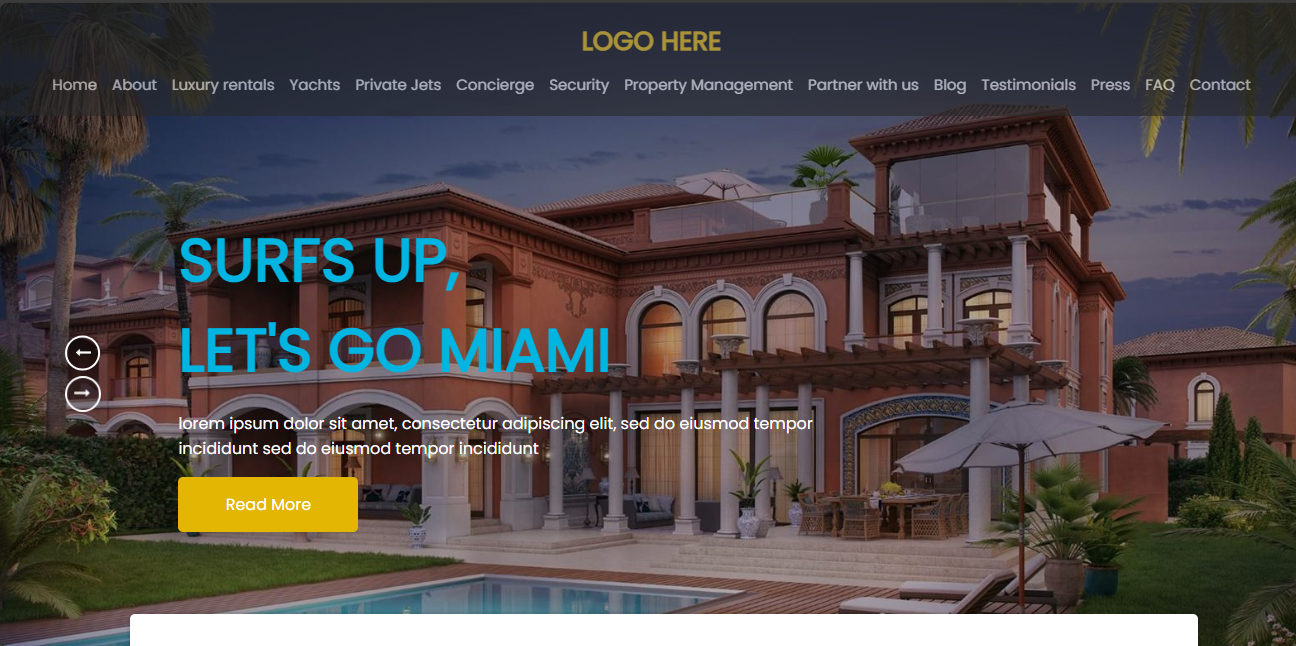 LOGO HERE
Home About Luxury rentals Yachts Private Jets Concierge Security Property Management Partner with us Blog Testimonials Press FAQ Contact
SURFS UP,
LET'S GO MIAMI
lorem ipsum dolor sit amet, consectetur adipiscing elit, sed do eiusmod tempor
incididunt sed do eiusmod tempor incididunt
Read More